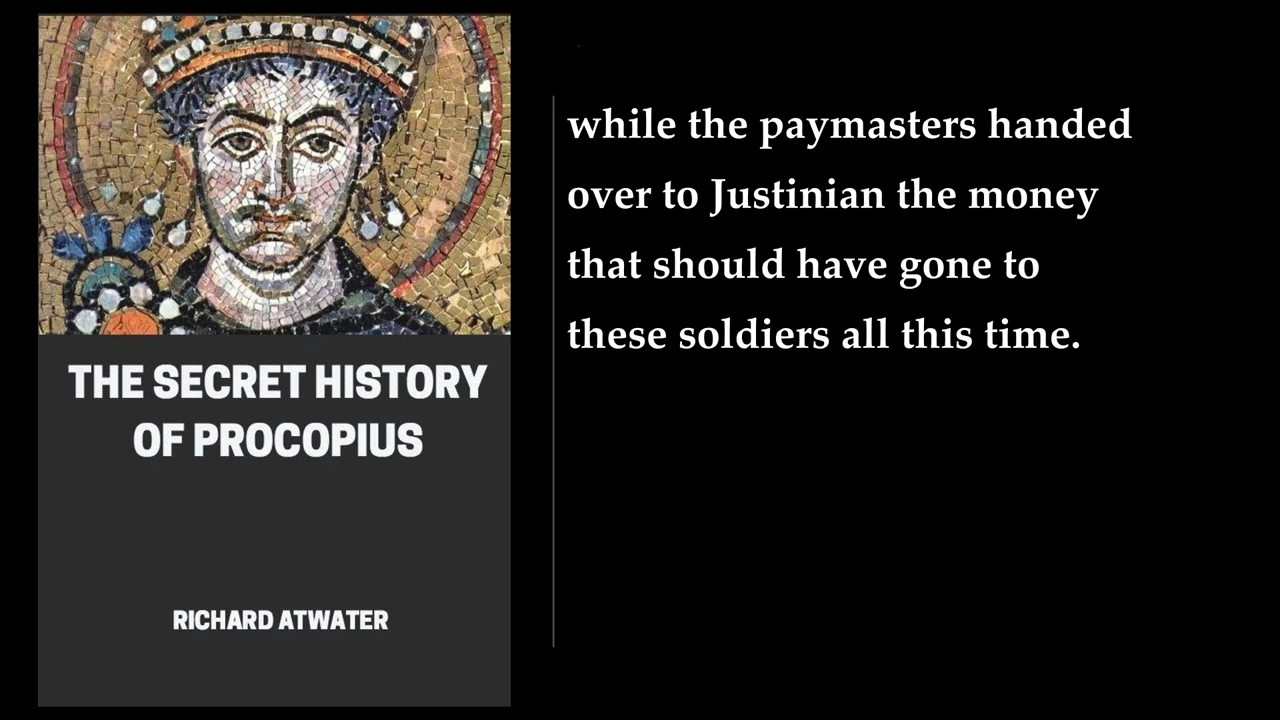 THE SECRET HISTORY
OF PROCOPIUS
RICHARD ATWATER
while the paymasters handed
over to Justinian the money
that should have gone to
these soldiers all this time.